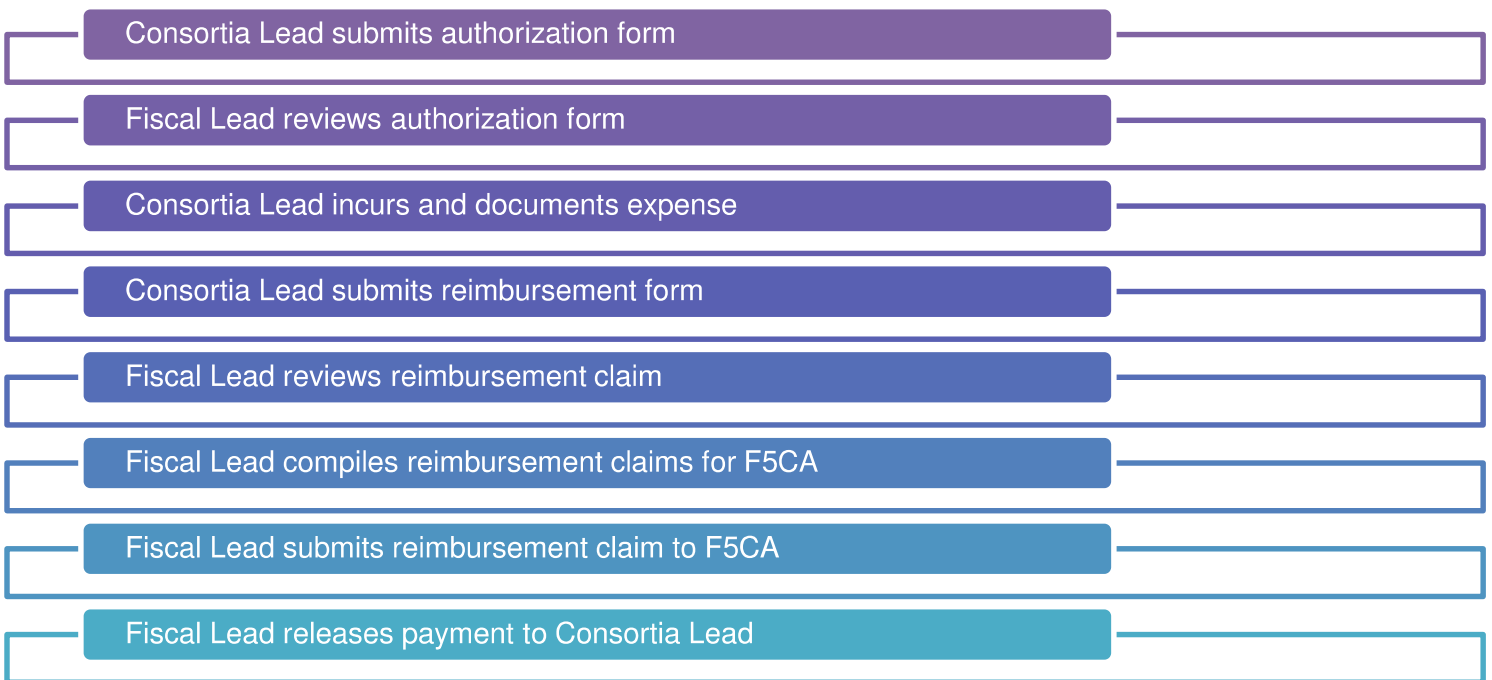 Consortia Lead submits authorization form
Fiscal Lead reviews authorization form
Consortia Lead incurs and documents expense
Consortia Lead submits reimbursement form
Fiscal Lead reviews reimbursement claim
Fiscal Lead compiles reimbursement claims for F5CA
Fiscal Lead submits reimbursement claim to F5CA
Fiscal Lead releases payment to Consortia Lead